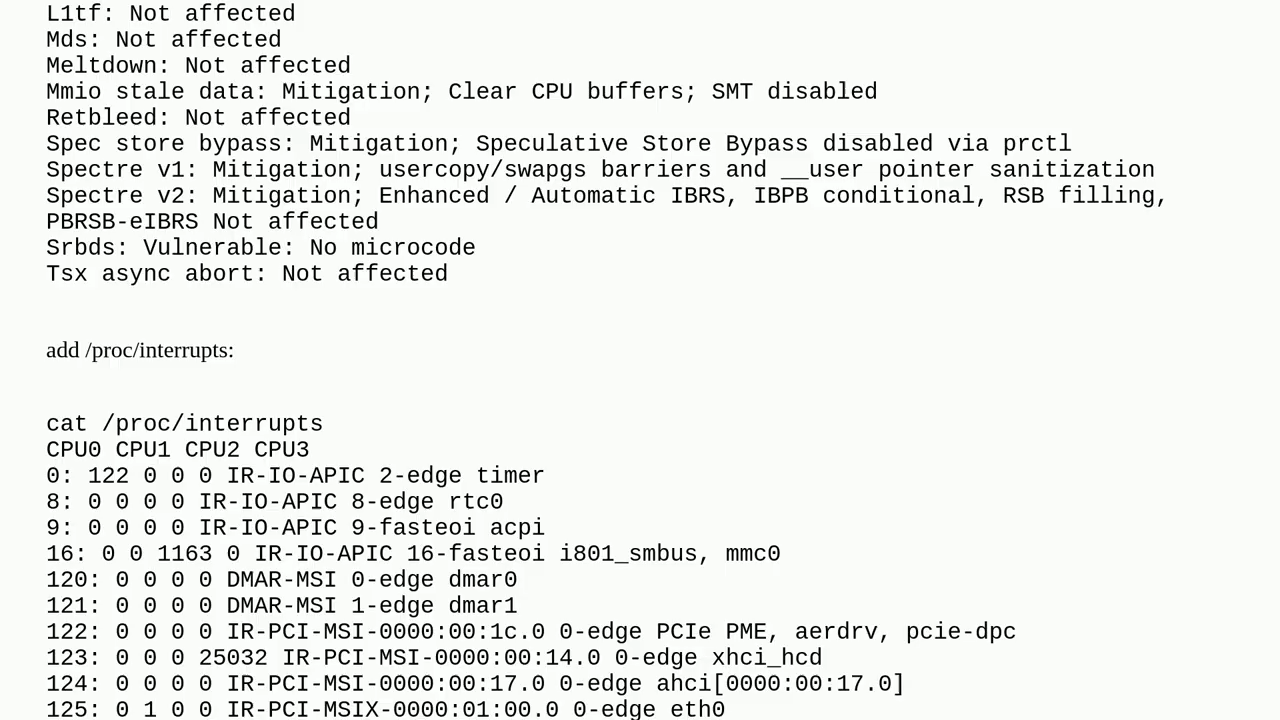 L1tf: Not affected
Mds: Not affected
Meltdown: Not affected
Mmio stale data: Mitigation; Clear CPU buffers; SMT disabled
Retbleed: Not affected
Spec store bypass: Mitigation; Speculative Store Bypass disabled via prctl
Spectre v1: Mitigation; usercopy/swapgs barriers and __user pointer sanitization
Spectre v2: Mitigation; Enhanced / Automatic IBRS, IBPB conditional, RSB filling,
PBRSB-eIBRS Not affected
Srbds: Vulnerable: No microcode
Tsx async abort: Not affected
add /proc/interrupts:
cat /proc/interrupts
CPU0 CPU1 CPU2 CPU3
0: 122 0 0 0 IR-IO-APIC 2-edge timer
8: 0 0 0 0 IR-IO-APIC 8-edge rtc0
9: 0 0 0 0 IR-IO-APIC 9-fasteoi acpi
16: 0 0 1163 0 IR-IO-APIC 16-fasteoi i801_smbus, mmc0
120: 0 0 0 0 DMAR-MSI 0-edge dmar0
121: 0 0 0 0 DMAR-MSI 1-edge dmar1
122: 0 0 0 0 IR-PCI-MSI-0000:00:1c.0 0-edge PCIe PME, aerdrv, pcie-dpc
123: 0 0 0 25032 IR-PCI-MSI-0000:00:14.0 0-edge xhci_hcd
124: 0 0 0 0 IR-PCI-MSI-0000:00:17.0 0-edge ahci[0000:00:17.0]
125: 0 1 0 0 IR-PCI-MSIX-0000:01:00.0 0-edge eth0